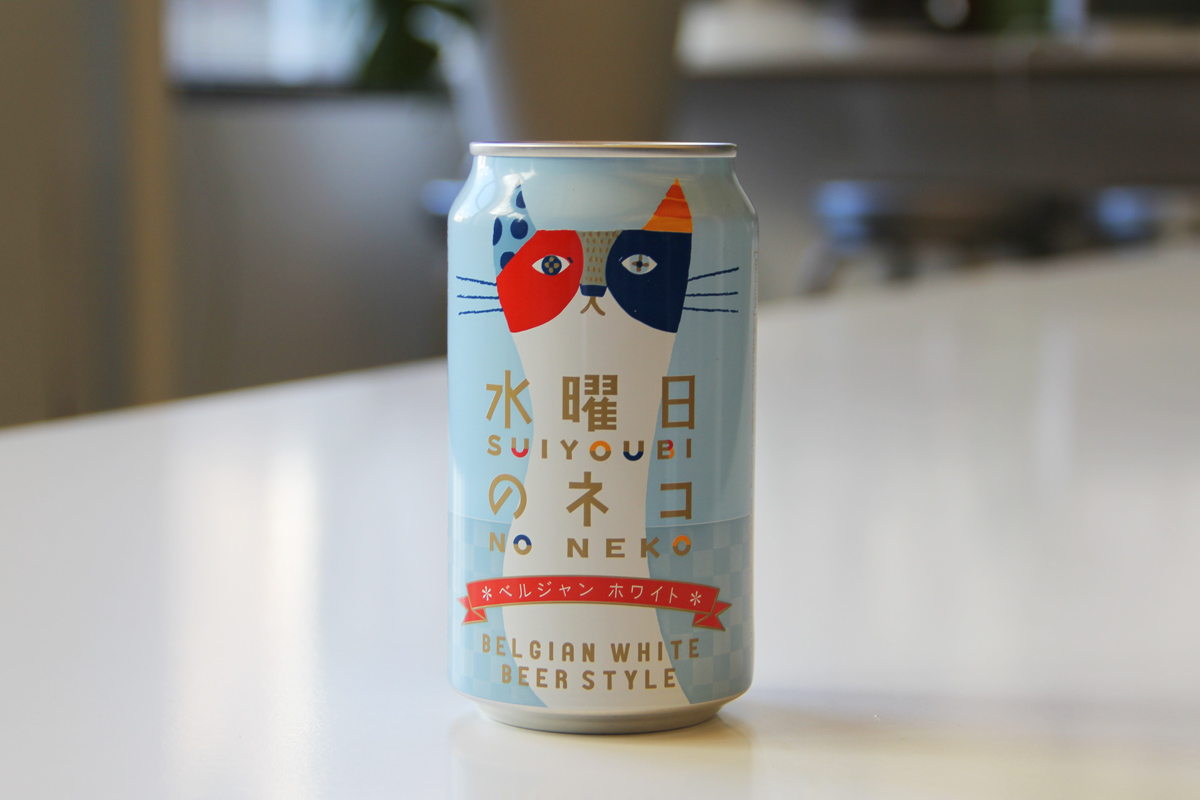 水曜日
SUIYOUBI
のネコ
NO NEKO
*ベルジャン ホワイト*
BELGIAN WHITE
BEER STYLE